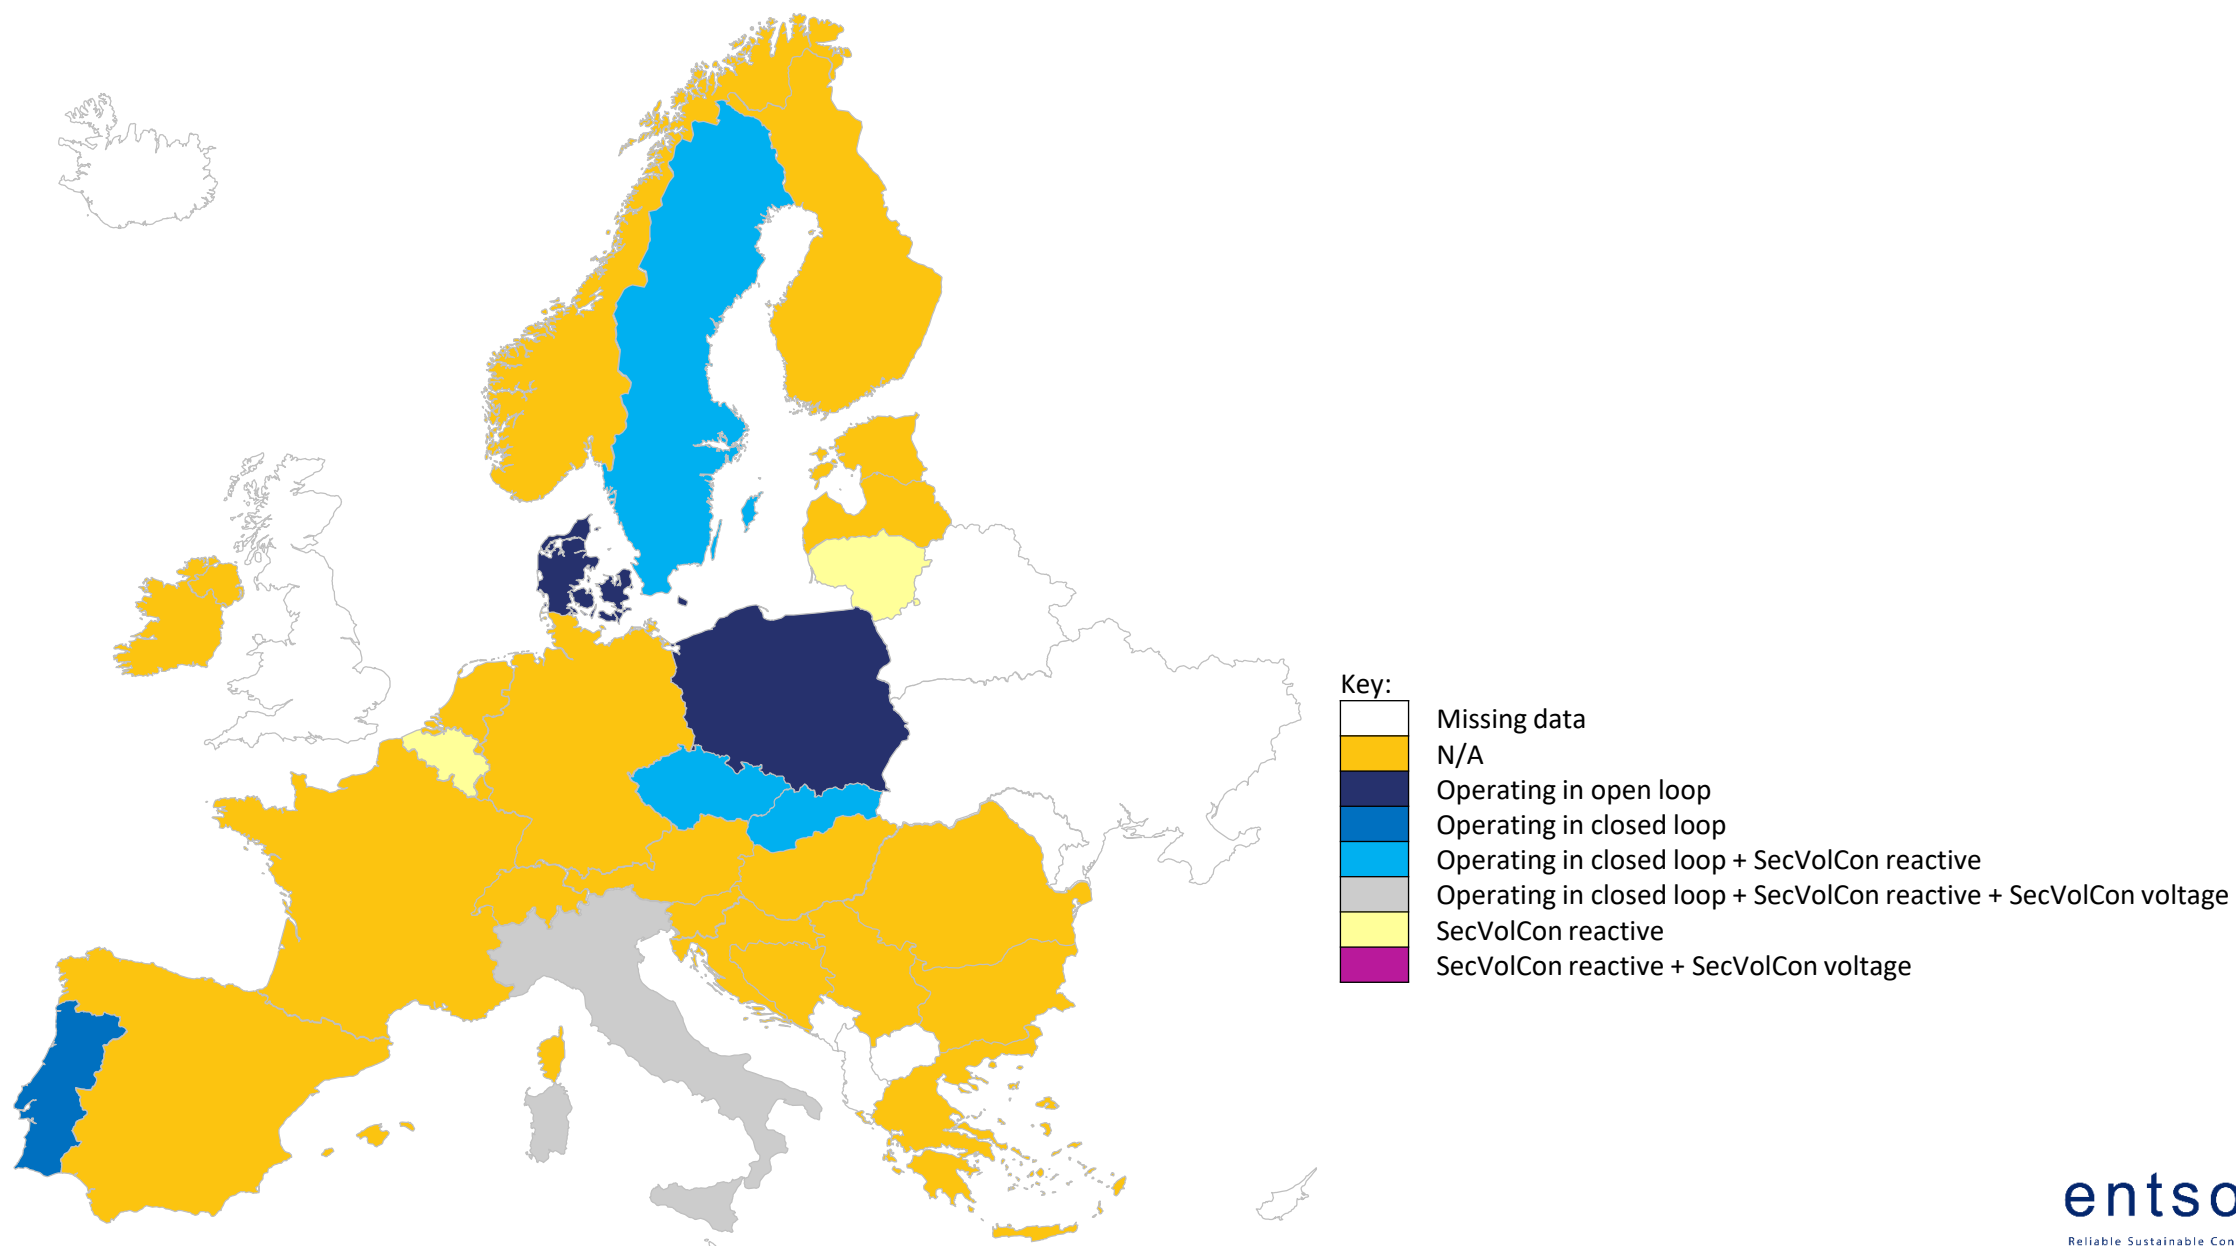 Key:
Missing data
N/A
Operating in open loop
Operating in closed loop
Operating in closed loop + SecVolCon reactive
Operating in closed loop + SecVolCon reactive + SecVolCon voltage
SecVolCon reactive
SecVolCon reactive + SecVolCon voltage
entso
Reliable Sustainable Con